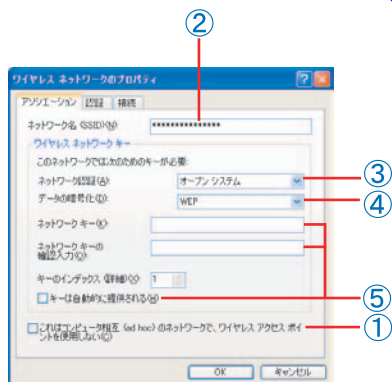 ②
ワイヤレス ネットワークのプロパティ
アソシエーション 認証 接続
ネットワーク名 (SSID)(N): ***************
ワイヤレス ネットワーク キー
このネットワークでは次のためのキーが必要:
ネットワーク認証(A): オープン システム ③
データの暗号化(D): WEP ④
ネットワーク キー(K):
ネットワーク キーの
確認入力(O):
キーのインデックス (詳細)(X): 1
キーは自動的に提供される(H) ⑤
これはコンピュータ相互 (ad hoc) のネットワークで、ワイヤレス アクセス ポイ ①
ントを使用しない(C)
OK キャンセル